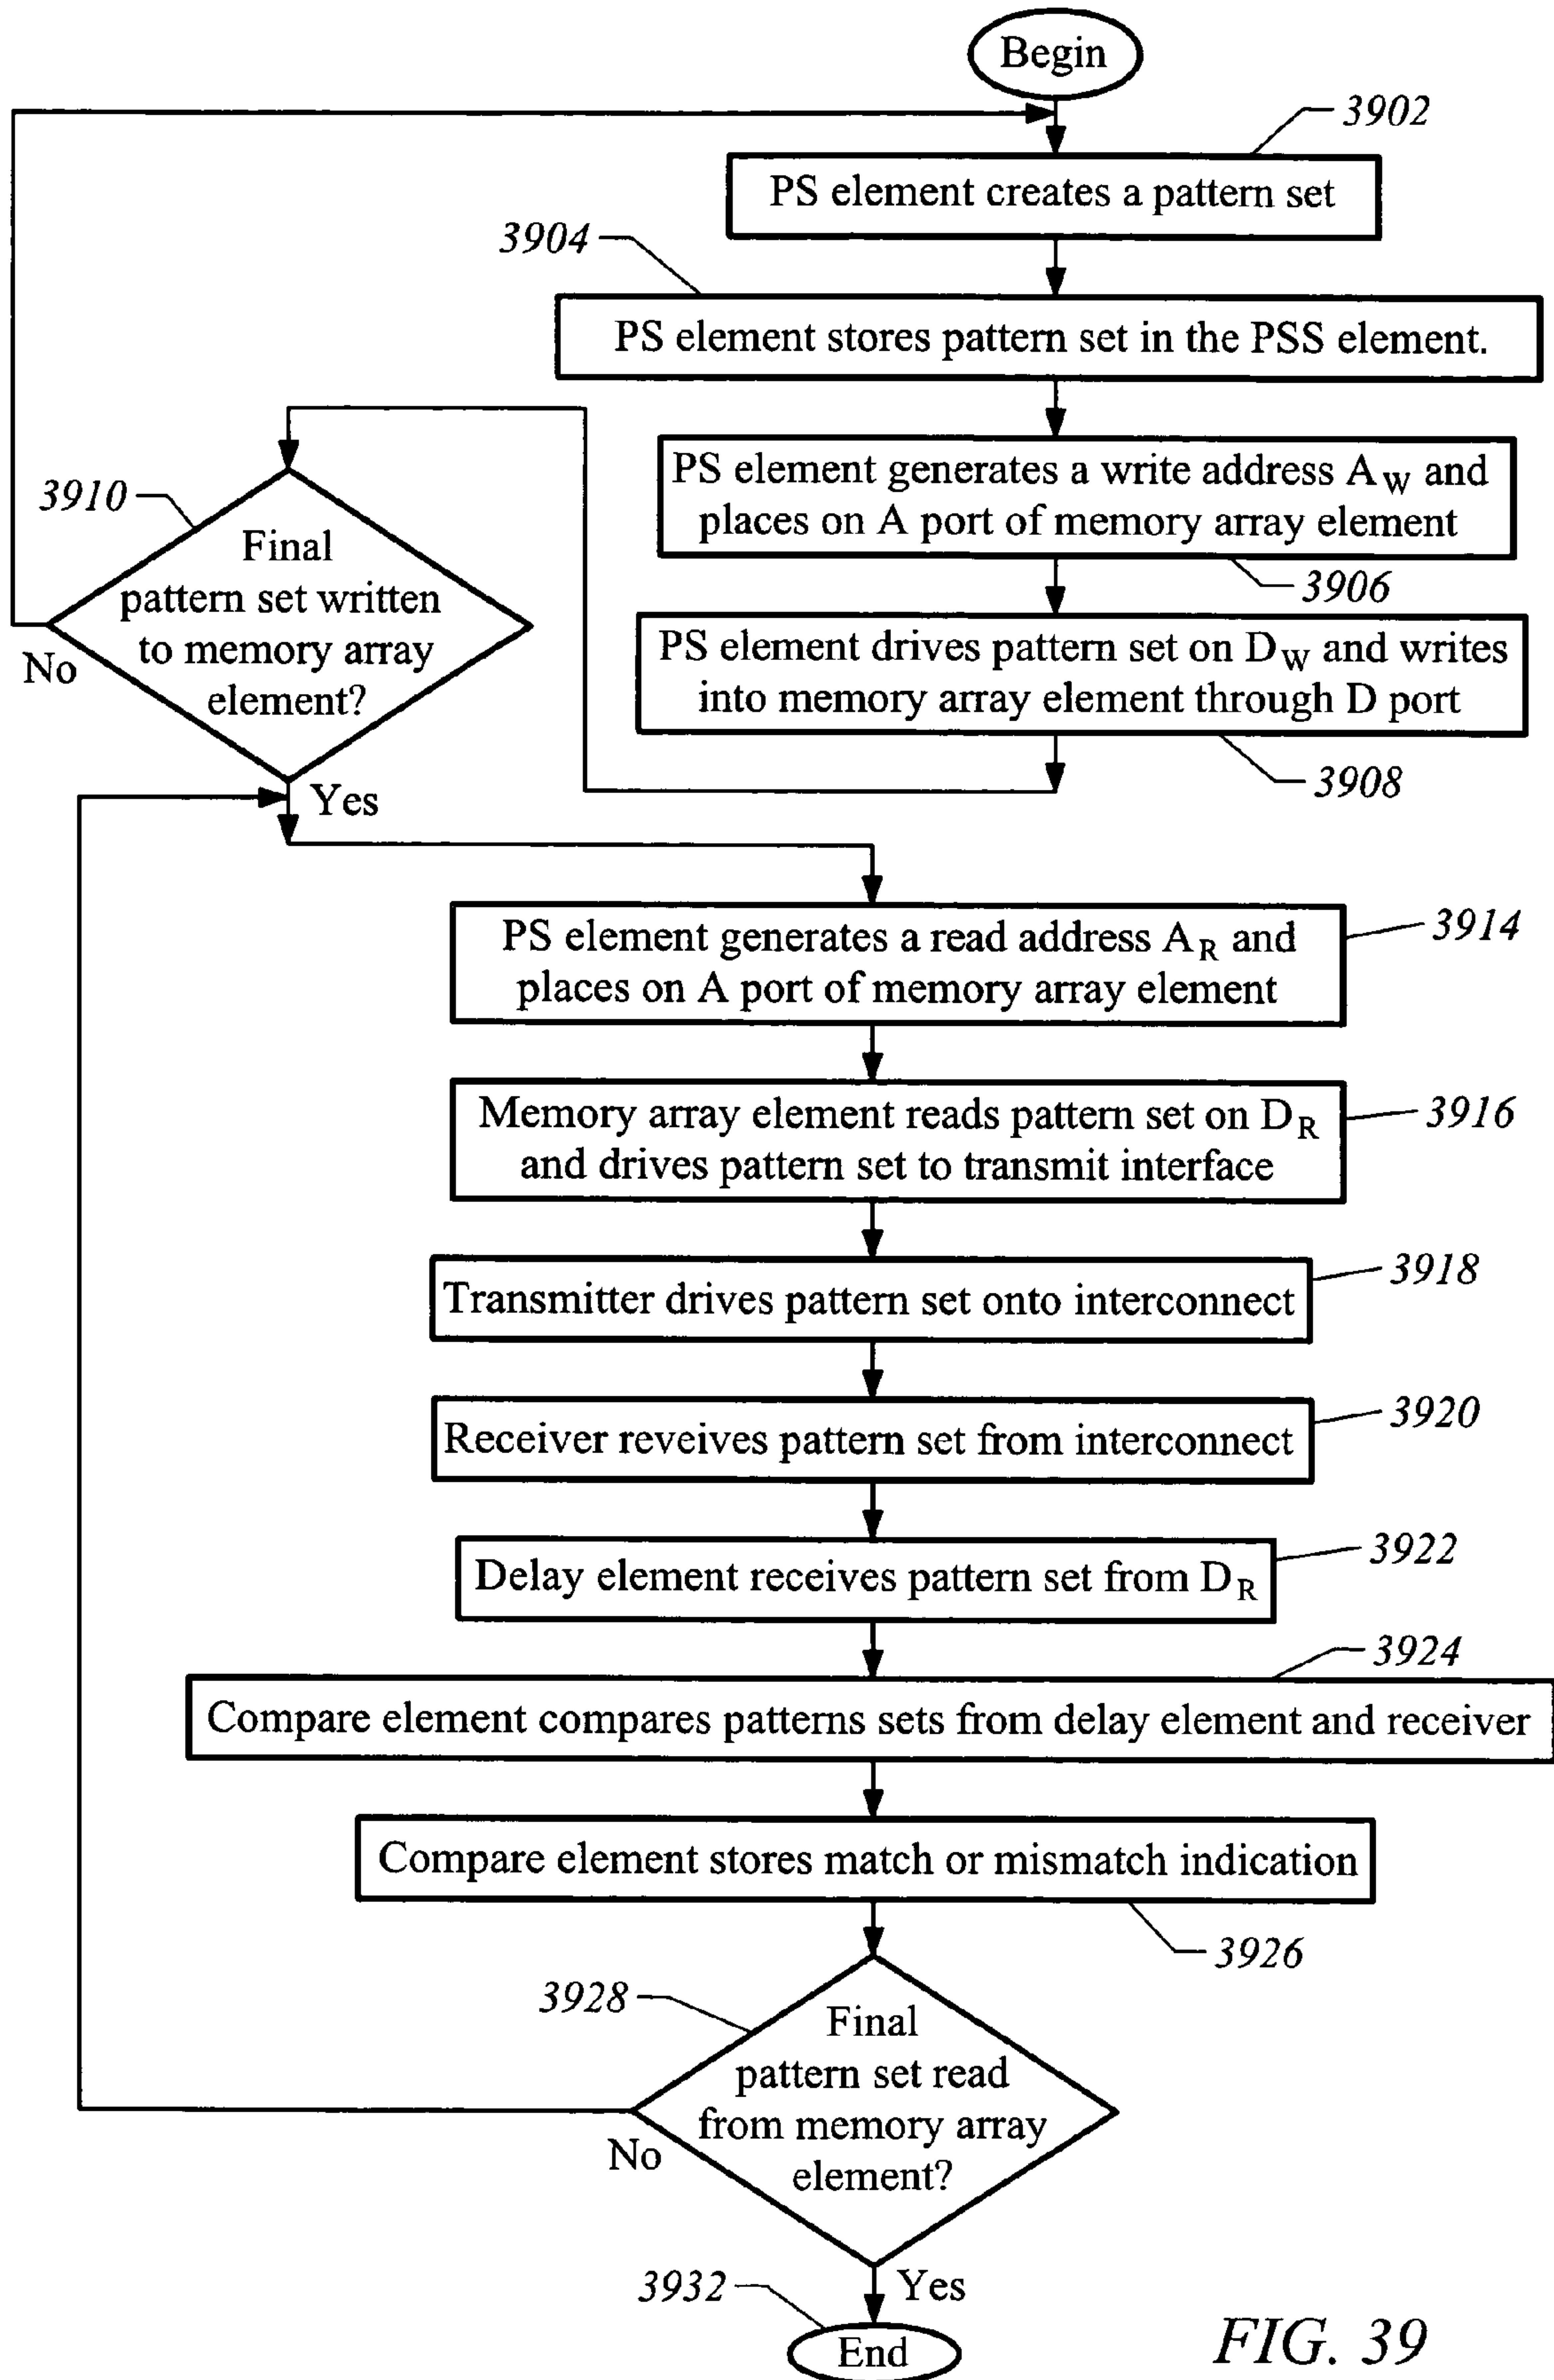 Begin
3902
PS element creates a pattern set
3904
PS element stores pattern set in the PSS element.
PS element generates a write address AW and
places on A port of memory array element
3906
PS element drives pattern set on DW and writes
into memory array element through D port
3908
3910
Final
pattern set written
to memory array
element?
No
Yes
PS element generates a read address AR and
places on A port of memory array element
3914
Memory array element reads pattern set on DR
and drives pattern set to transmit interface
3916
Transmitter drives pattern set onto interconnect
3918
Receiver reveives pattern set from interconnect
3920
Delay element receives pattern set from DR
3922
3924
Compare element compares patterns sets from delay element and receiver
Compare element stores match or mismatch indication
3926
3928
Final
pattern set read
from memory array
element?
No
Yes
3932
End
FIG. 39